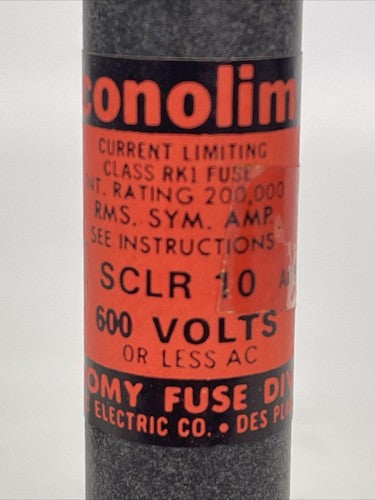 conolim
CURRENT LIMITING
CLASS RK1 FUSE
NT. RATING 200,000
RMS. SYM. AMP.
SEE INSTRUCTIONS
SCLR 10 A
600 VOLTS
OR LESS AC
OMY FUSE DIV
ELECTRIC CO. • DES PL